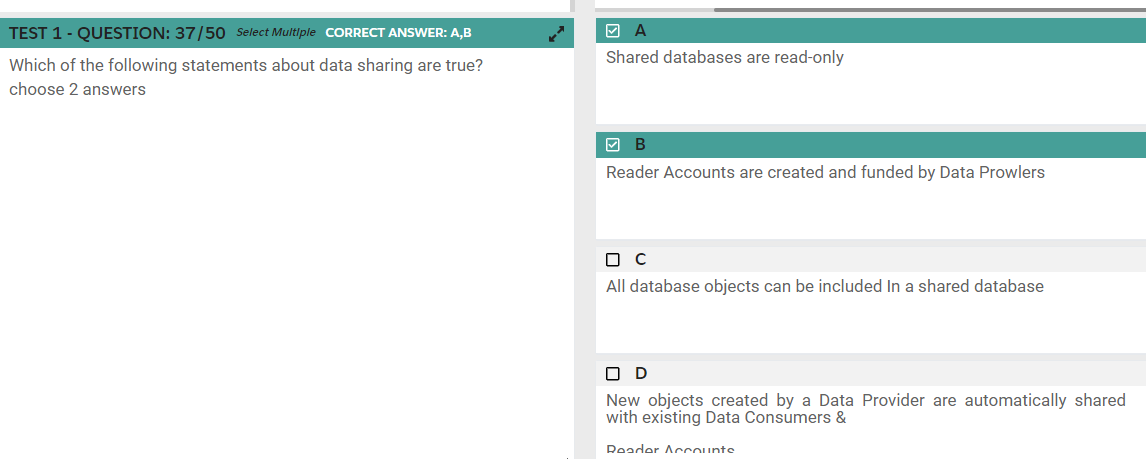 TEST 1 - QUESTION: 37/50 Select Multiple CORRECT ANSWER: A,B
Which of the following statements about data sharing are true?
choose 2 answers
A
Shared databases are read-only
B
Reader Accounts are created and funded by Data Prowlers
C
All database objects can be included In a shared database
D
New objects created by a Data Provider are automatically shared
with existing Data Consumers &
Reader Accounts